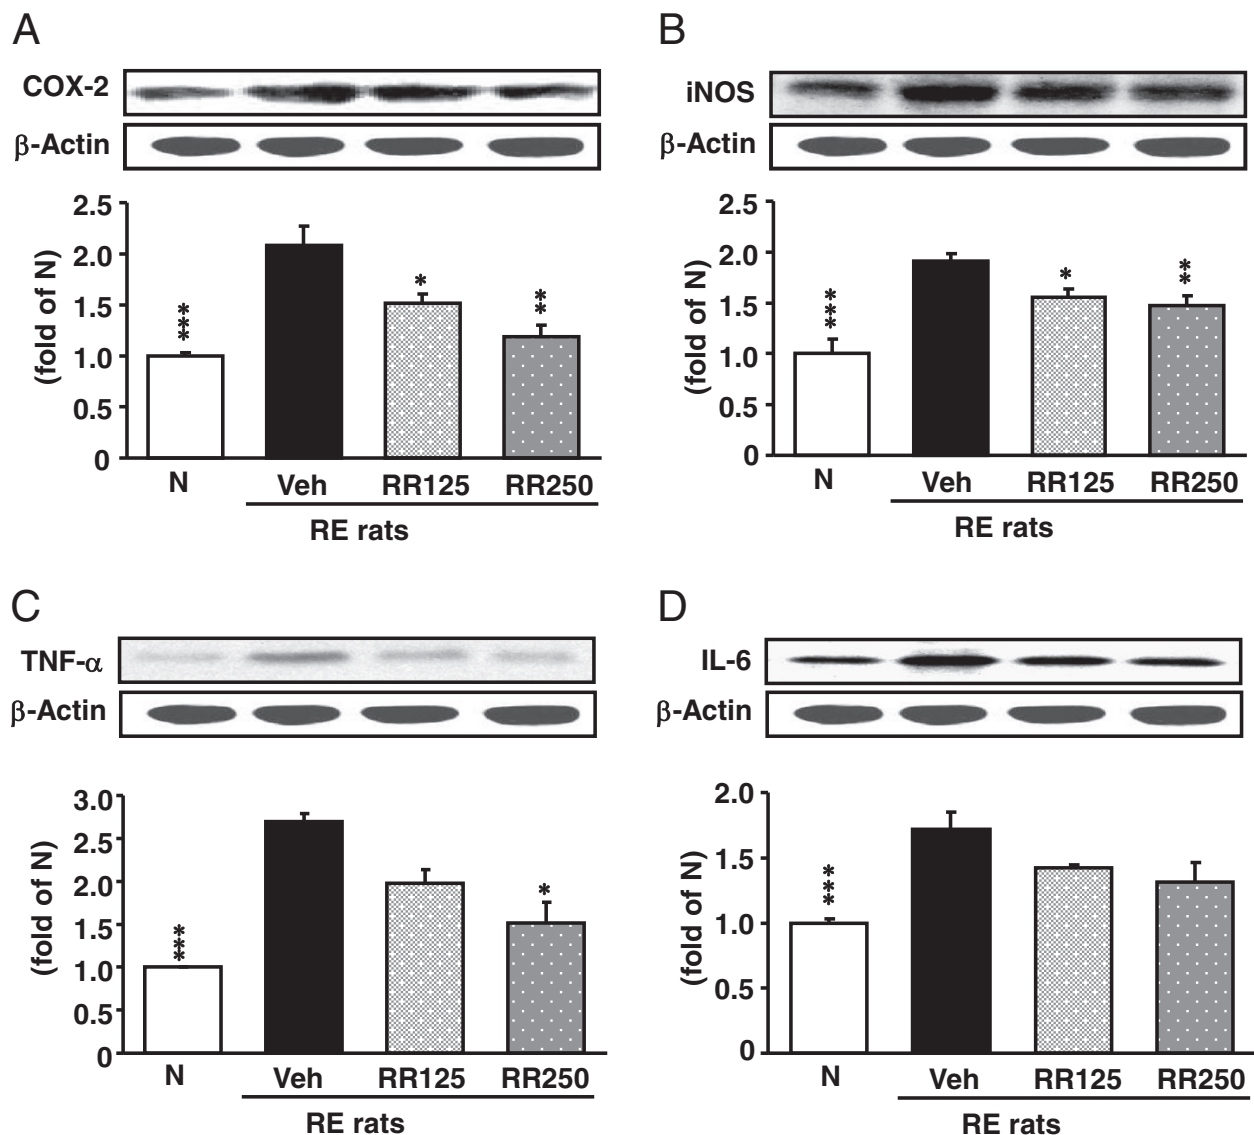 A
COX-2
β-Actin
(fold of N)
2.5
2.0
1.5
1.0
0.5
0
***
*
**
N Veh RR125 RR250
RE rats
B
iNOS
β-Actin
(fold of N)
2.5
2.0
1.5
1.0
0.5
0
***
*
**
N Veh RR125 RR250
RE rats
C
TNF-α
β-Actin
(fold of N)
3.0
2.5
2.0
1.5
1.0
0.5
0
***
*
N Veh RR125 RR250
RE rats
D
IL-6
β-Actin
(fold of N)
2.0
1.5
1.0
0.5
0
***
N Veh RR125 RR250
RE rats